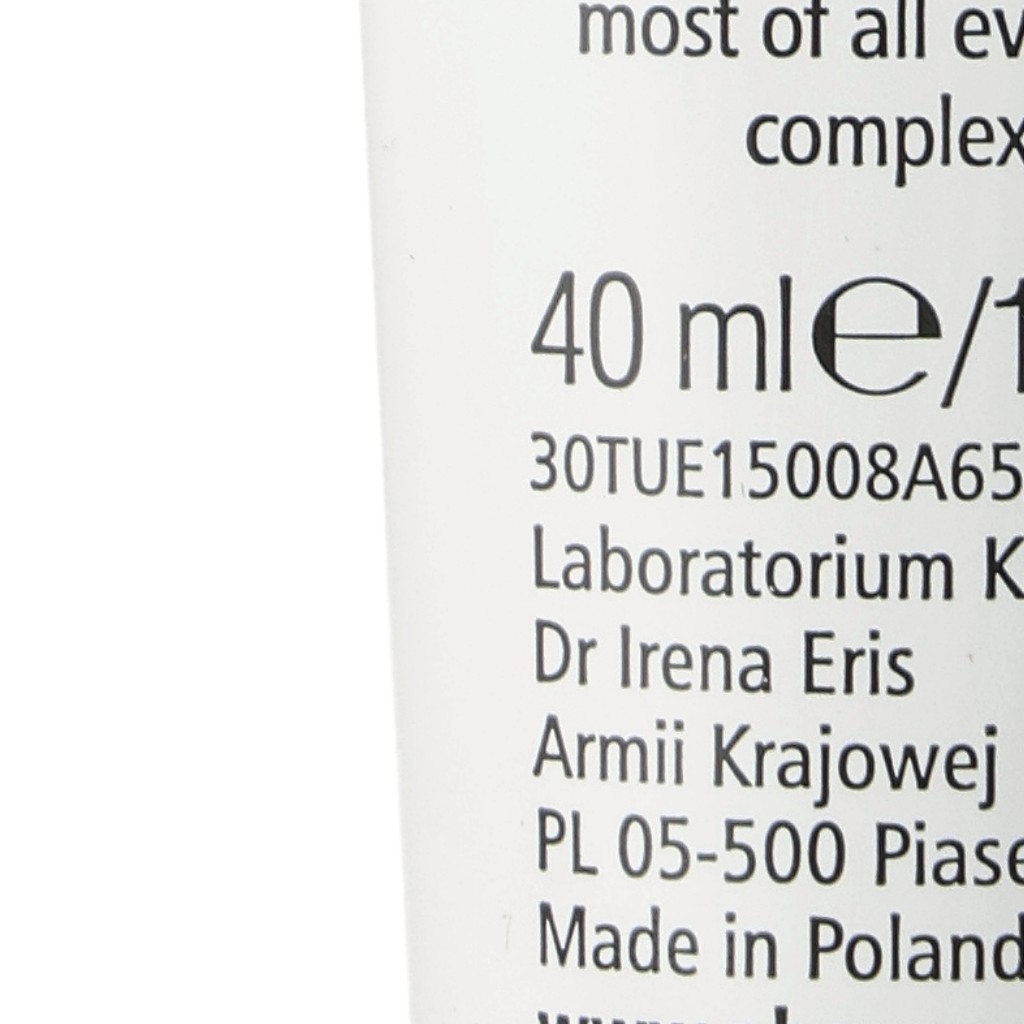 most of all ev
complex
40 ml e/1
30TUE15008A65
Laboratorium K
Dr Irena Eris
Armii Krajowej
PL 05-500 Piase
Made in Poland